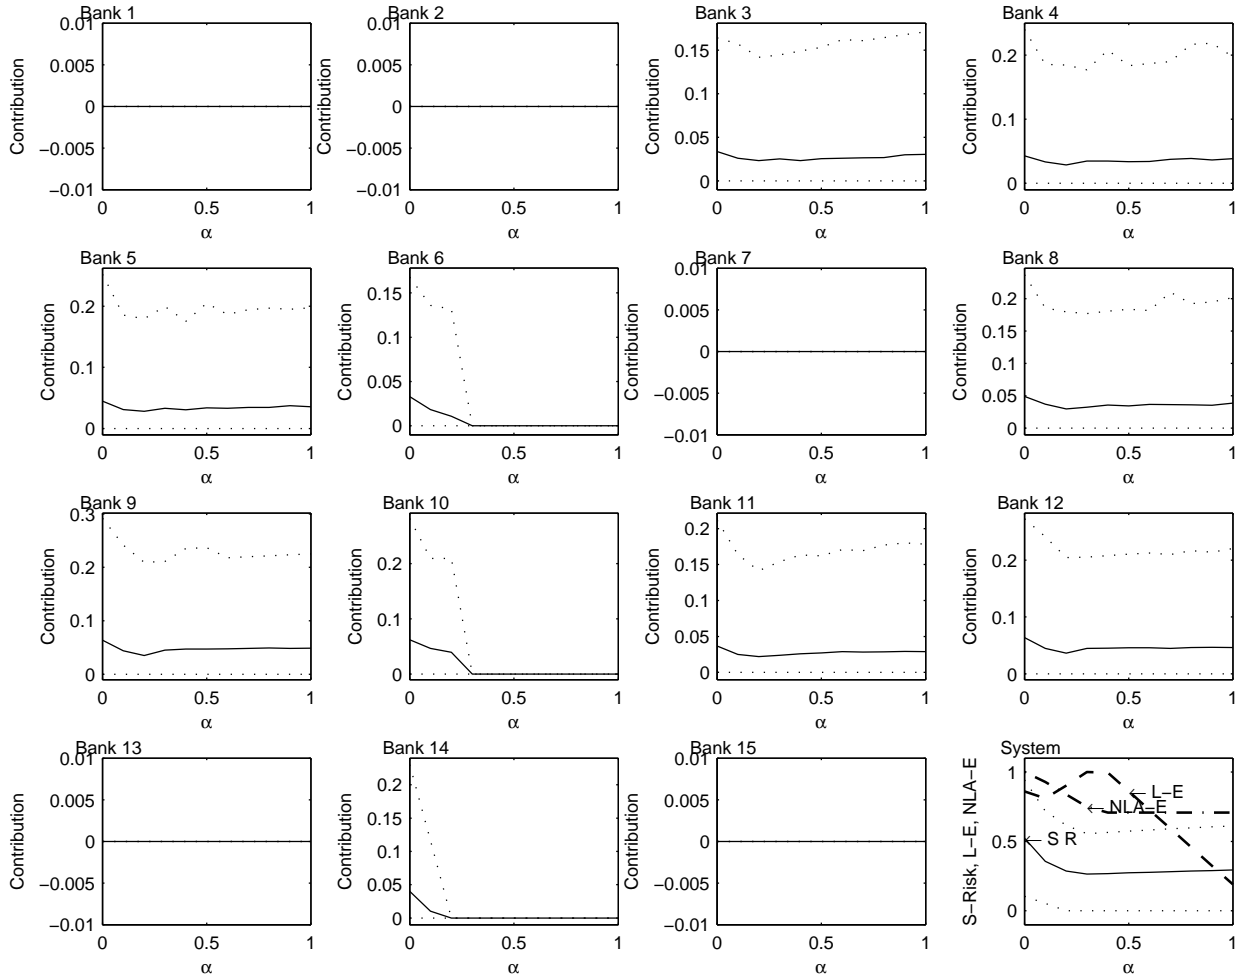 Bank 1
Contribution
0.01
0.005
0
−0.005
−0.01
0
0.5
1
α
Bank 2
Contribution
0.01
0.005
0
−0.005
−0.01
0
0.5
1
α
Bank 3
Contribution
0.15
0.1
0.05
0
0
0.5
1
α
Bank 4
Contribution
0.2
0.1
0
0
0.5
1
α
Bank 5
Contribution
0.2
0.1
0
0
0.5
1
α
Bank 6
Contribution
0.15
0.1
0.05
0
0
0.5
1
α
Bank 7
Contribution
0.01
0.005
0
−0.005
−0.01
0
0.5
1
α
Bank 8
Contribution
0.2
0.15
0.1
0.05
0
0
0.5
1
α
Bank 9
Contribution
0.3
0.2
0.1
0
0
0.5
1
α
Bank 10
Contribution
0.2
0.1
0
0
0.5
1
α
Bank 11
Contribution
0.2
0.15
0.1
0.05
0
0
0.5
1
α
Bank 12
Contribution
0.2
0.1
0
0
0.5
1
α
Bank 13
Contribution
0.01
0.005
0
−0.005
−0.01
0
0.5
1
α
Bank 14
Contribution
0.2
0.15
0.1
0.05
0
0
0.5
1
α
Bank 15
Contribution
0.01
0.005
0
−0.005
−0.01
0
0.5
1
α
System
S−Risk, L−E, NLA−E
1
0.5
0
← L−E
← NLA−E
← S R
0
0.5
1
α